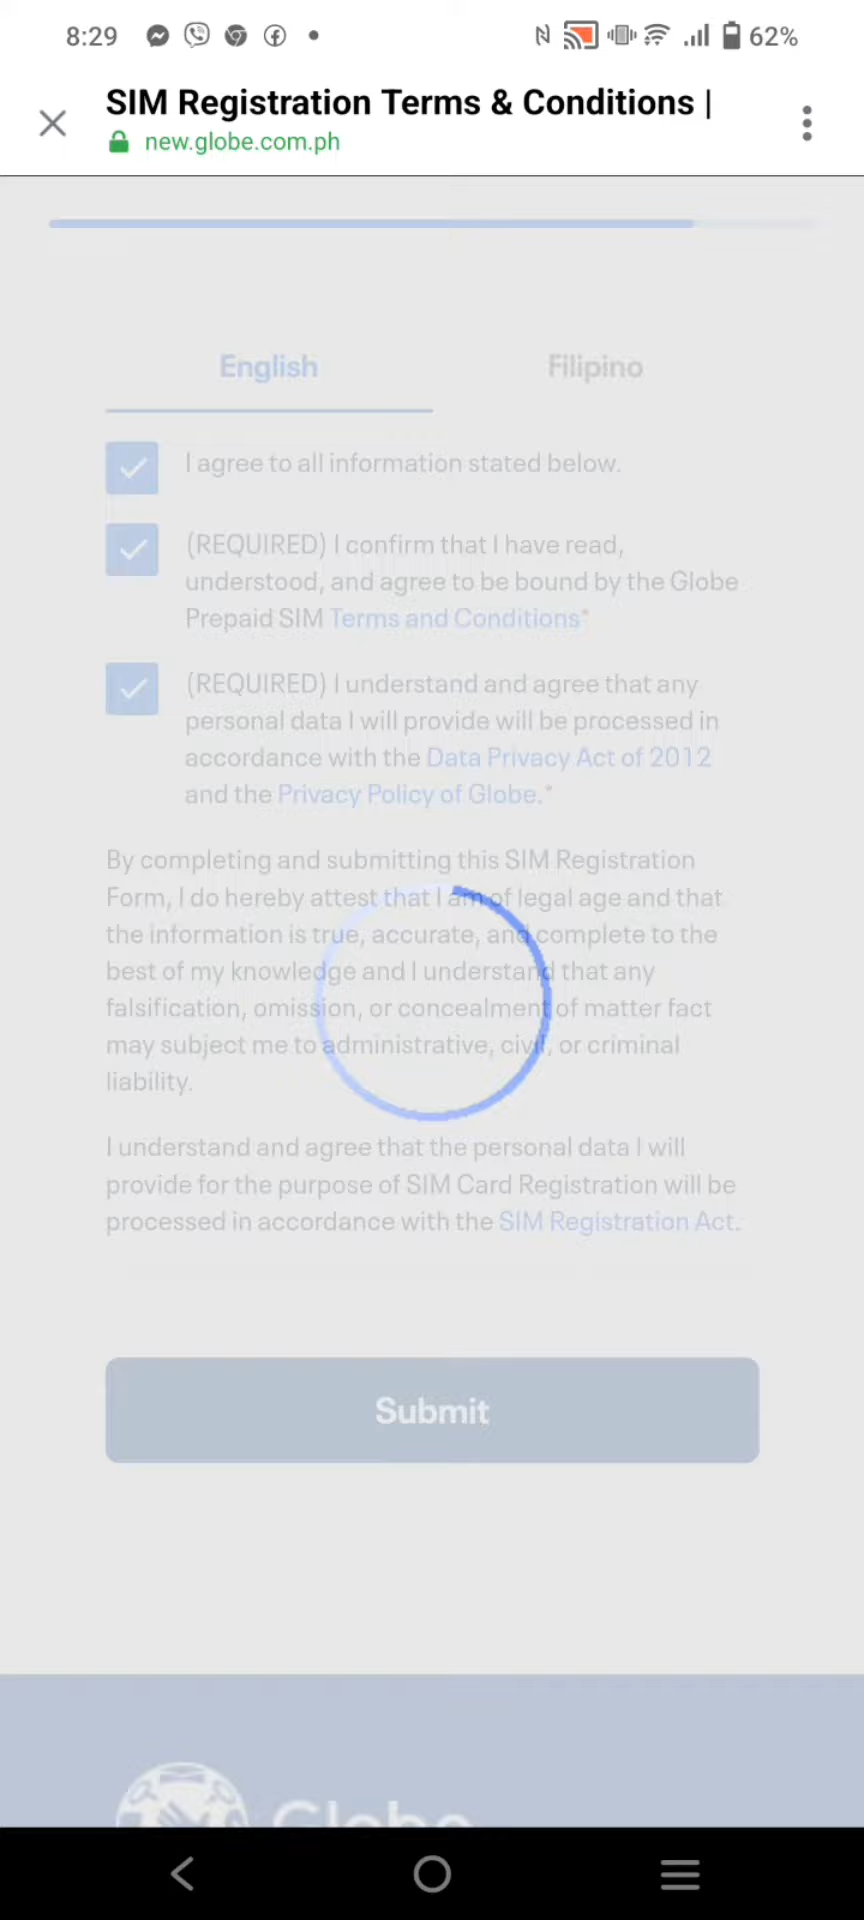 8:29
62%
SIM Registration Terms & Conditions |
new.globe.com.ph
English
Filipino
I agree to all information stated below.
(REQUIRED) I confirm that I have read,
understood, and agree to be bound by the Globe
Prepaid SIM Terms and Conditions*
(REQUIRED) I understand and agree that any
personal data I will provide will be processed in
accordance with the Data Privacy Act of 2012
and the Privacy Policy of Globe.*
By completing and submitting this SIM Registration
Form, I do hereby attest that I am of legal age and that
the information is true, accurate, and complete to the
best of my knowledge and I understand that any
falsification, omission, or concealment of matter fact
may subject me to administrative, civil, or criminal
liability.
I understand and agree that the personal data I will
provide for the purpose of SIM Card Registration will be
processed in accordance with the SIM Registration Act.
Submit
Globe